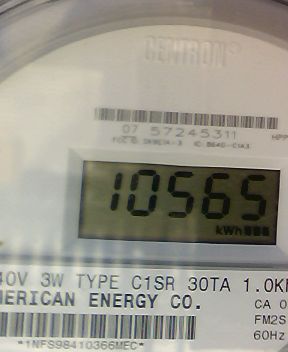 CENTRON®
07 57245311
10565
kWh
40V 3W TYPE C1SR 30TA 1.0K
MERICAN ENERGY CO.
CA 0
FM2S
60Hz
*1NFS98410366MEC*